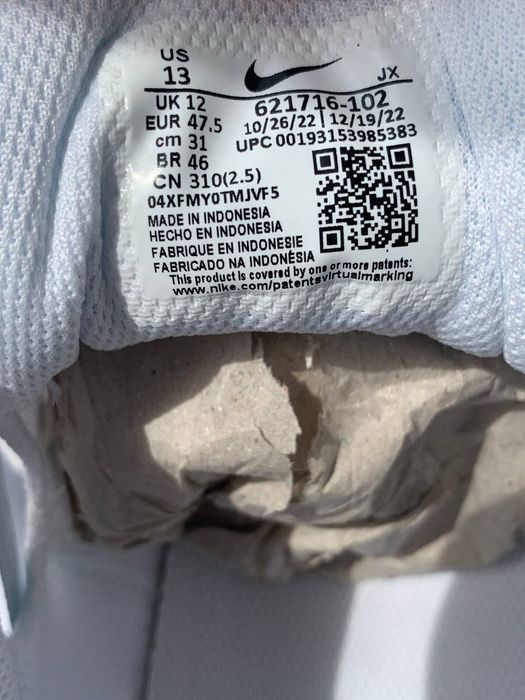 US
13
JX
UK 12
EUR 47.5
cm 31
BR 46
CN 310(2.5)
621716-102
10/26/22 | 12/19/22
UPC 00193153985383
04XFMY0TMJVF5
MADE IN INDONESIA
HECHO EN INDONESIA
FABRIQUE EN INDONESIE
FABRICADO NA INDONÉSIA
This product is covered by one or more patents:
www.nike.com/patentsvirtualmarking